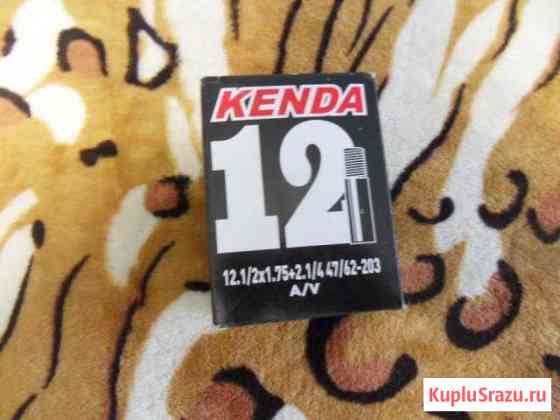 KENDA
12
12.1/2x1.75+2.1/4 47/62-203
A/V
KupluSrazu.ru